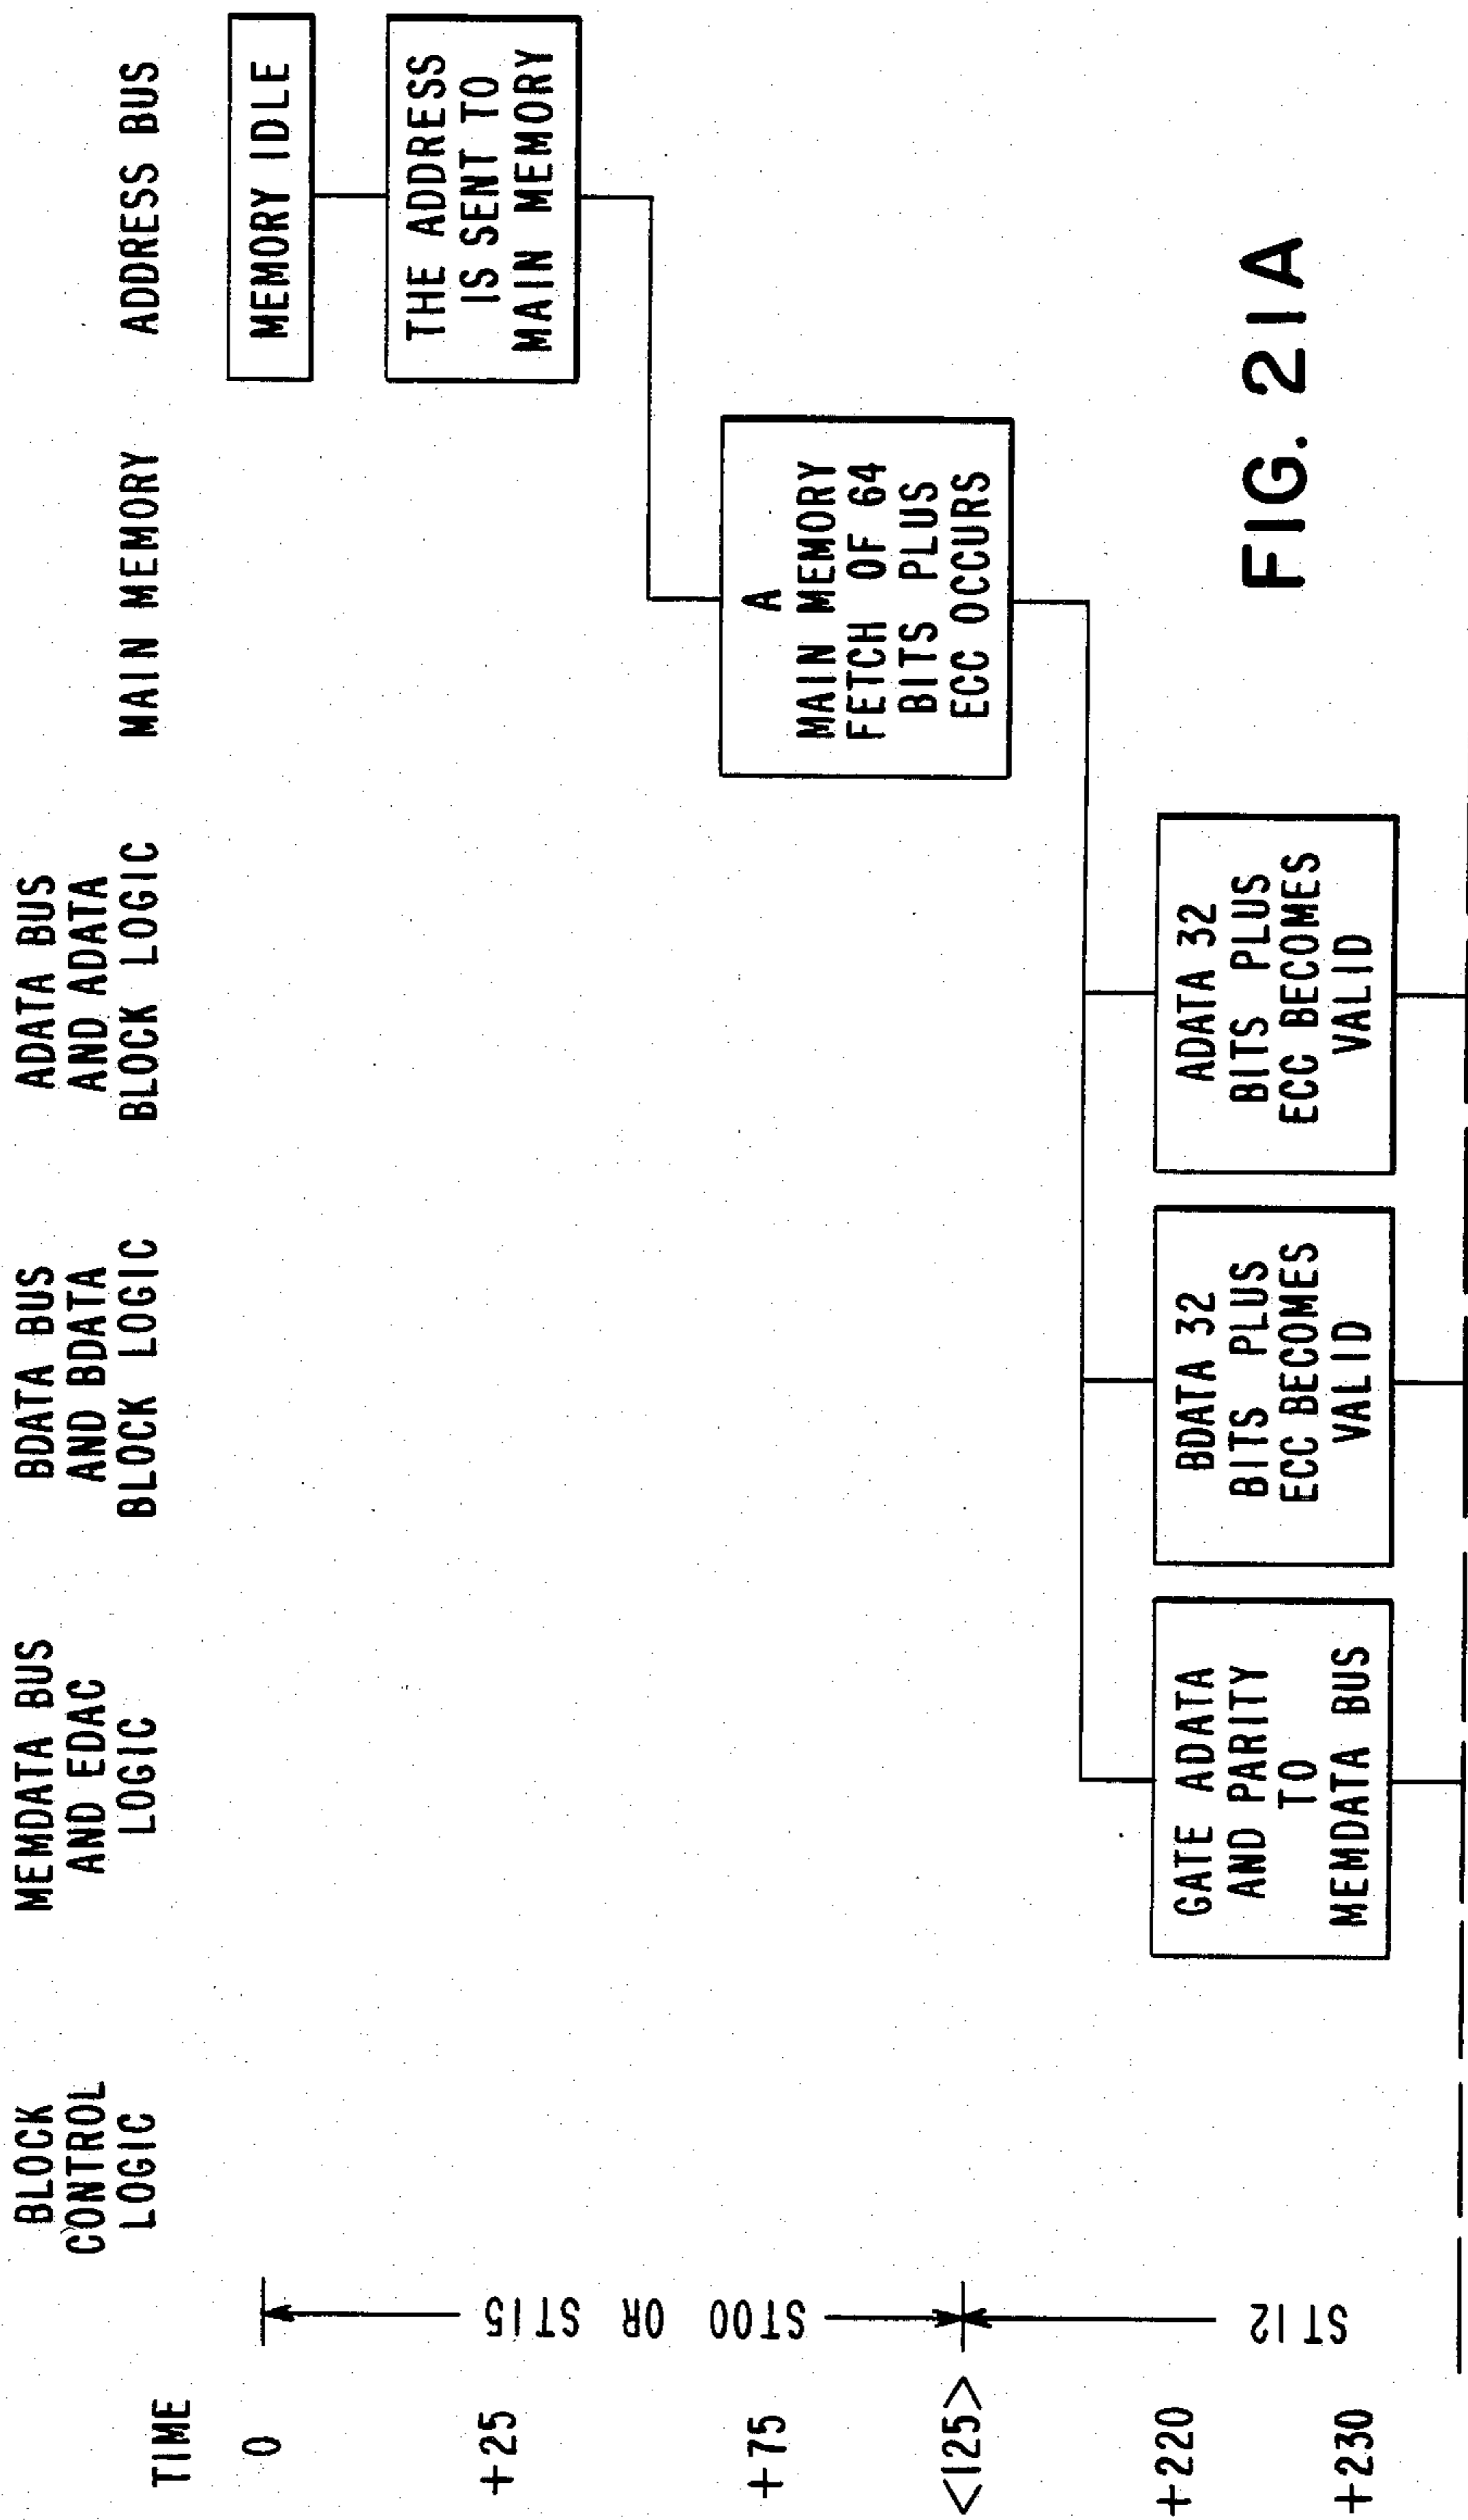 TIME
BLOCK
CONTROL
LOGIC
MEMDATA BUS
AND EDAC
LOGIC
BDATA BUS
AND BDATA
BLOCK LOGIC
ADATA BUS
AND ADATA
BLOCK LOGIC
MAIN MEMORY
ADDRESS BUS
0
MEMORY IDLE
ST15 OR ST00
+25
THE ADDRESS
IS SENT TO
MAIN MEMORY
+75
A
MAIN MEMORY
FETCH OF 64
BITS PLUS
ECC OCCURS
<125>
ST12
+220
+230
GATE ADATA
AND PARITY
TO
MEMDATA BUS
BDATA 32
BITS PLUS
ECC BECOMES
VALID
ADATA 32
BITS PLUS
ECC BECOMES
VALID
FIG. 21A